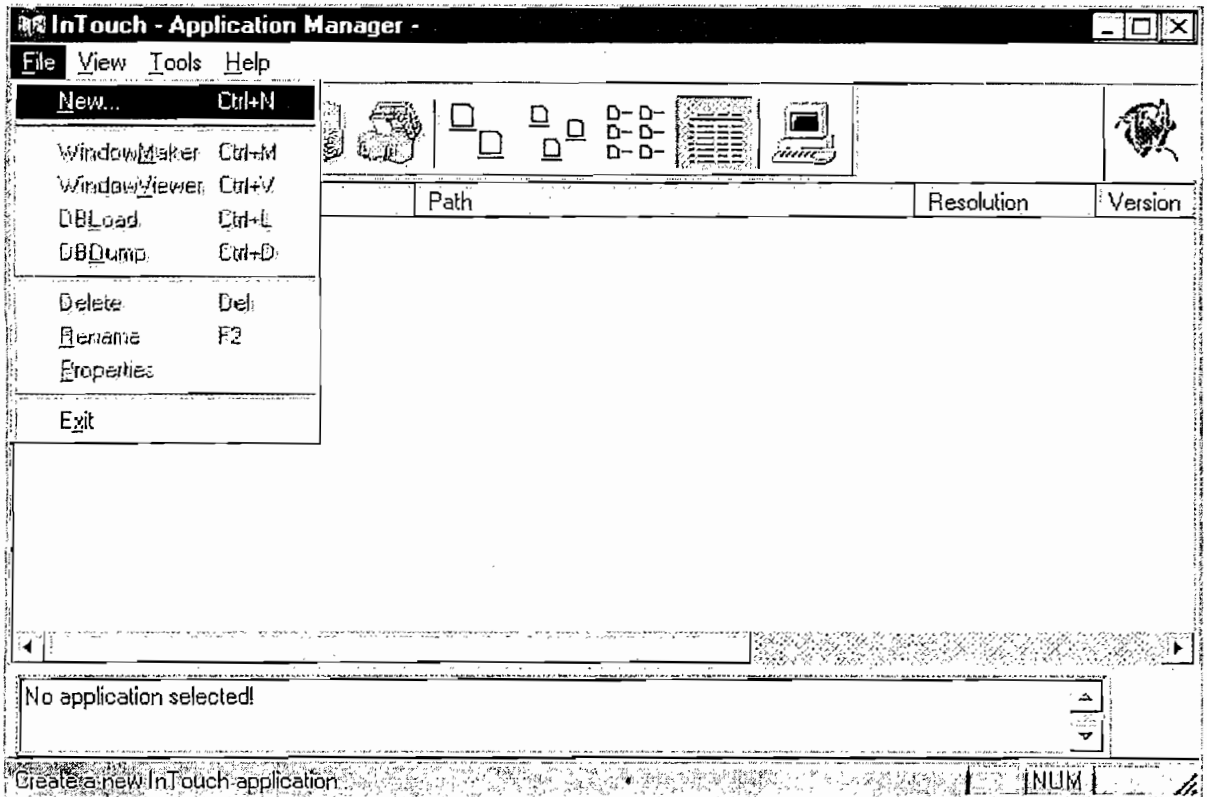 InTouch - Application Manager -
File View Tools Help
New... Ctrl+N
WindowMaker Ctrl+M
WindowViewer Ctrl+V
DBLoad Ctrl+L
DBDump Ctrl+D
Delete Del
Rename F2
Properties
Exit
Path Resolution Version
No application selected!
Create a new InTouch application
NUM